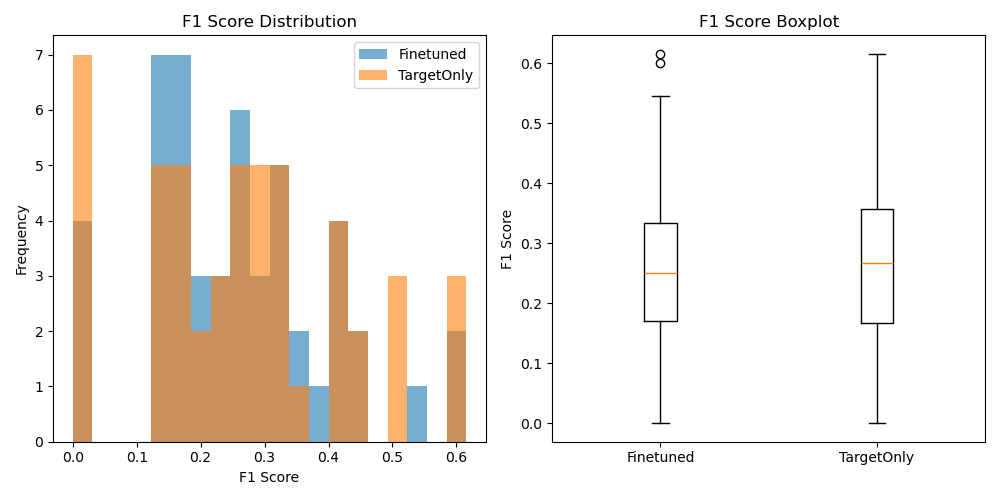 F1 Score Distribution
Finetuned
TargetOnly
7
6
5
4
3
2
1
0
Frequency
0.0 0.1 0.2 0.3 0.4 0.5 0.6
F1 Score
F1 Score Boxplot
0.6
0.5
0.4
0.3
0.2
0.1
0.0
F1 Score
Finetuned TargetOnly